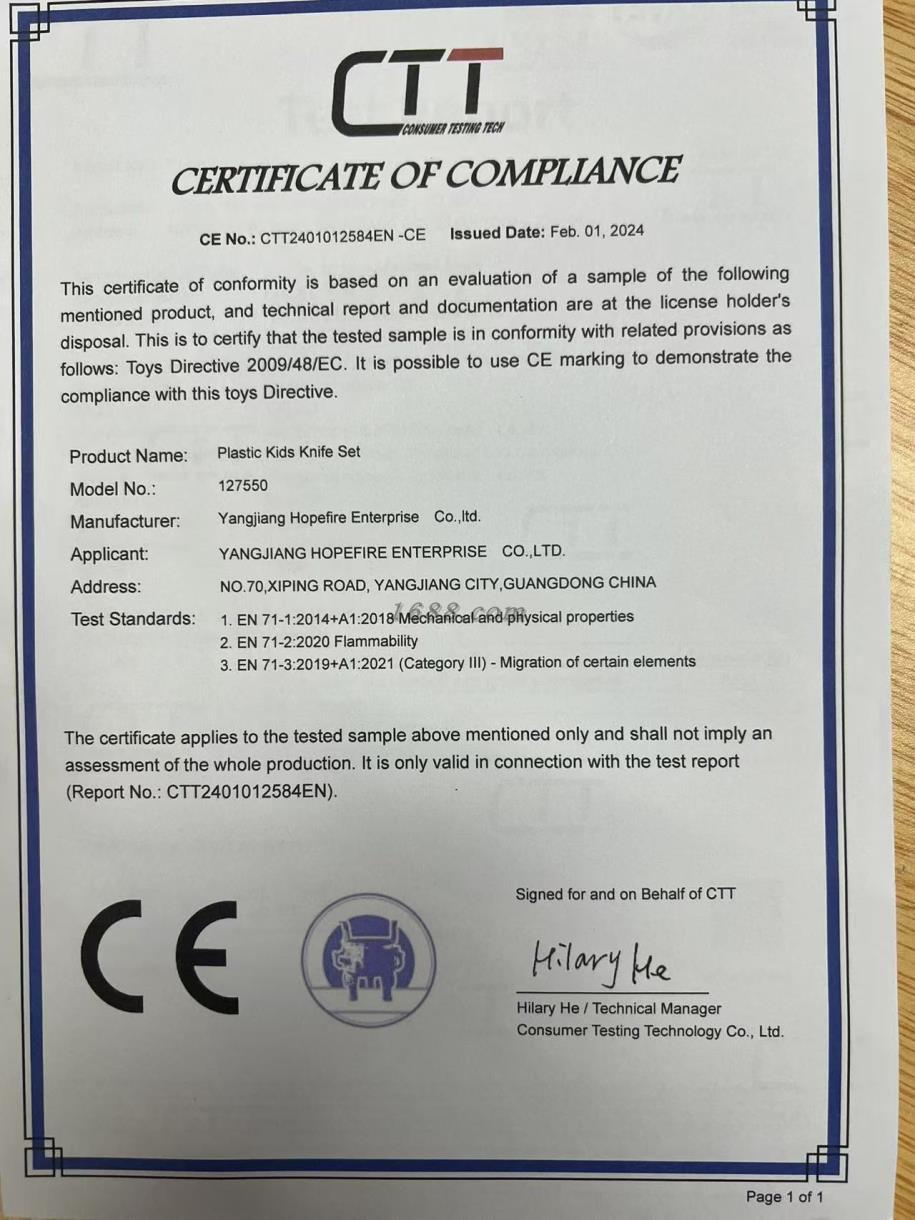 CTT
CONSUMER TESTING TECH
CERTIFICATE OF COMPLIANCE
CE No.: CTT2401012584EN -CE Issued Date: Feb. 01, 2024
This certificate of conformity is based on an evaluation of a sample of the following
mentioned product, and technical report and documentation are at the license holder's
disposal. This is to certify that the tested sample is in conformity with related provisions as
follows: Toys Directive 2009/48/EC. It is possible to use CE marking to demonstrate the
compliance with this toys Directive.
Product Name: Plastic Kids Knife Set
Model No.: 127550
Manufacturer: Yangjiang Hopefire Enterprise Co.,ltd.
Applicant: YANGJIANG HOPEFIRE ENTERPRISE CO.,LTD.
Address: NO.70,XIPING ROAD, YANGJIANG CITY,GUANGDONG CHINA
1688.com
Test Standards: 1. EN 71-1:2014+A1:2018 Mechanical and physical properties
2. EN 71-2:2020 Flammability
3. EN 71-3:2019+A1:2021 (Category III) - Migration of certain elements
The certificate applies to the tested sample above mentioned only and shall not imply an
assessment of the whole production. It is only valid in connection with the test report
(Report No.: CTT2401012584EN).
CE
Signed for and on Behalf of CTT
Hilary He
Hilary He / Technical Manager
Consumer Testing Technology Co., Ltd.
Page 1 of 1